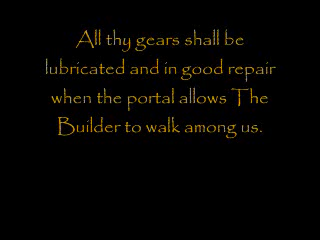 All thy gears shall be
lubricated and in good repair
when the portal allows The
Builder to walk among us.